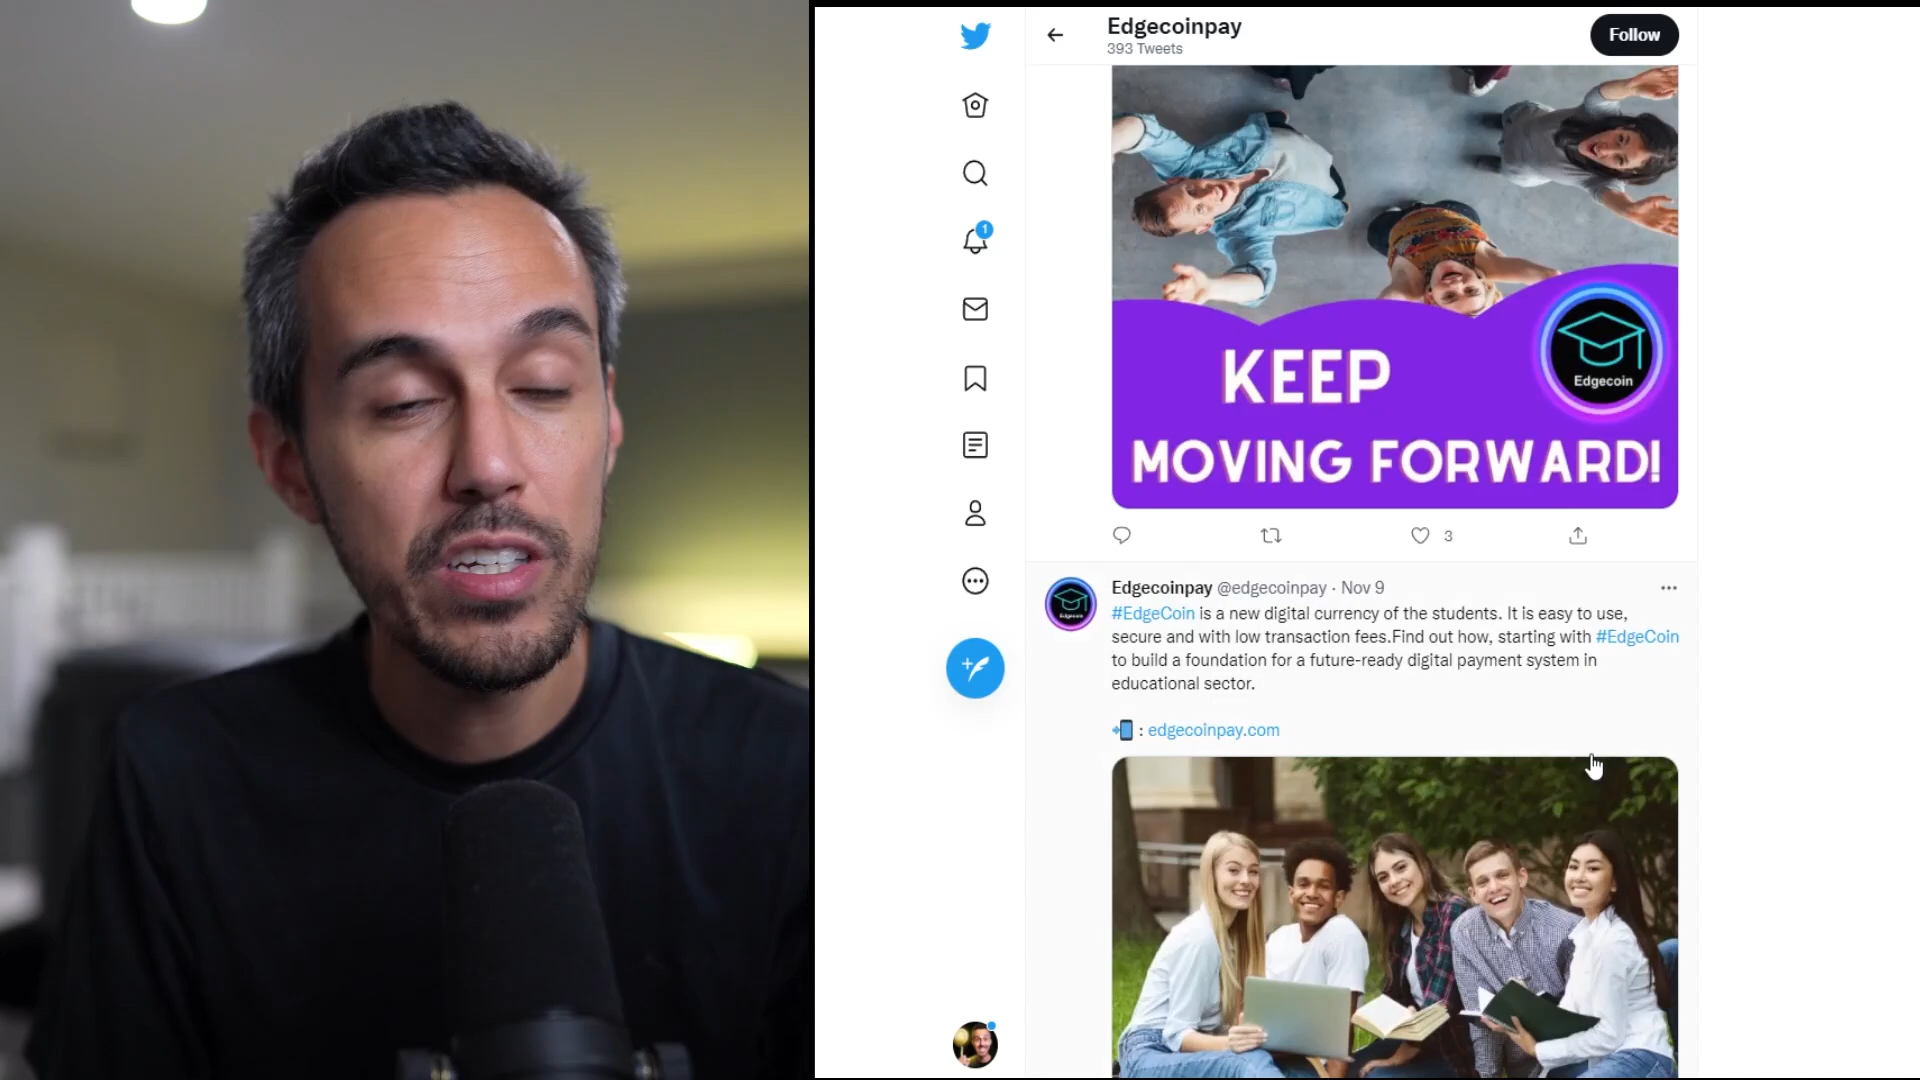 Edgecoinpay
393 Tweets
Follow
1
KEEP
MOVING FORWARD!
Edgecoin
3
Edgecoinpay @edgecoinpay · Nov 9
#EdgeCoin is a new digital currency of the students. It is easy to use,
secure and with low transaction fees.Find out how, starting with #EdgeCoin
to build a foundation for a future-ready digital payment system in
educational sector.
: edgecoinpay.com
Edgecoin